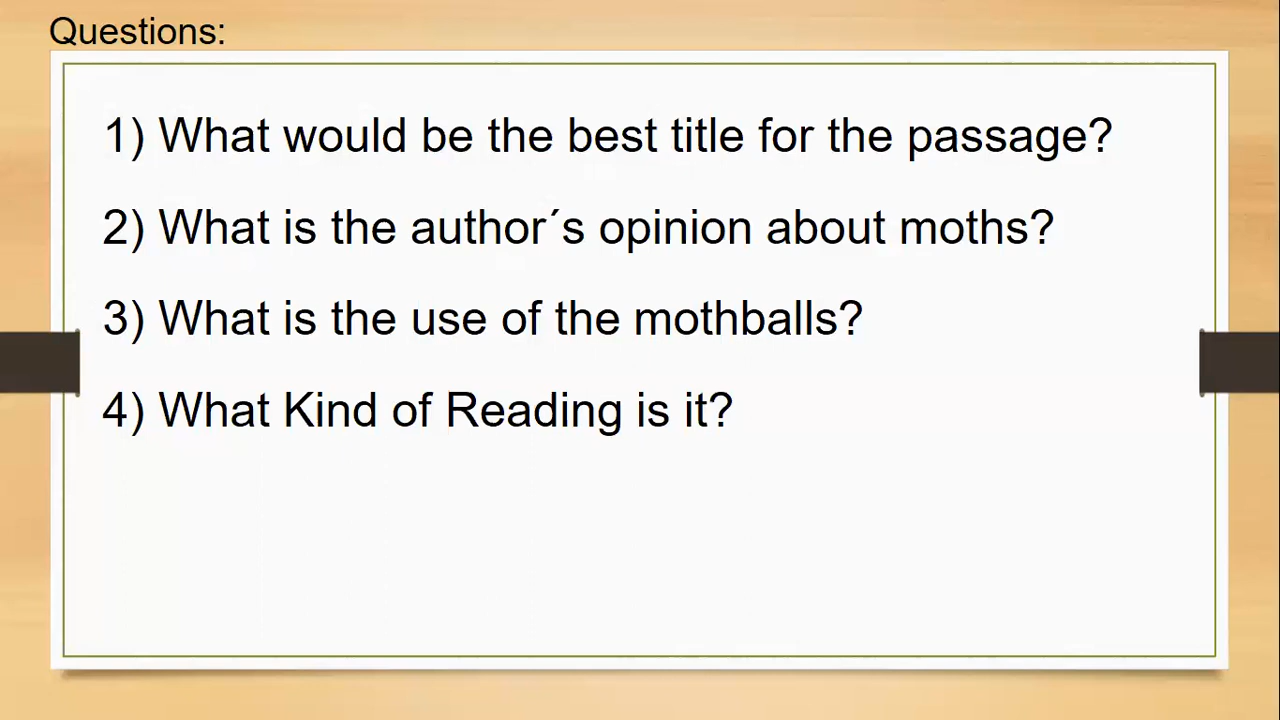 Questions:
1) What would be the best title for the passage?
2) What is the author´s opinion about moths?
3) What is the use of the mothballs?
4) What Kind of Reading is it?